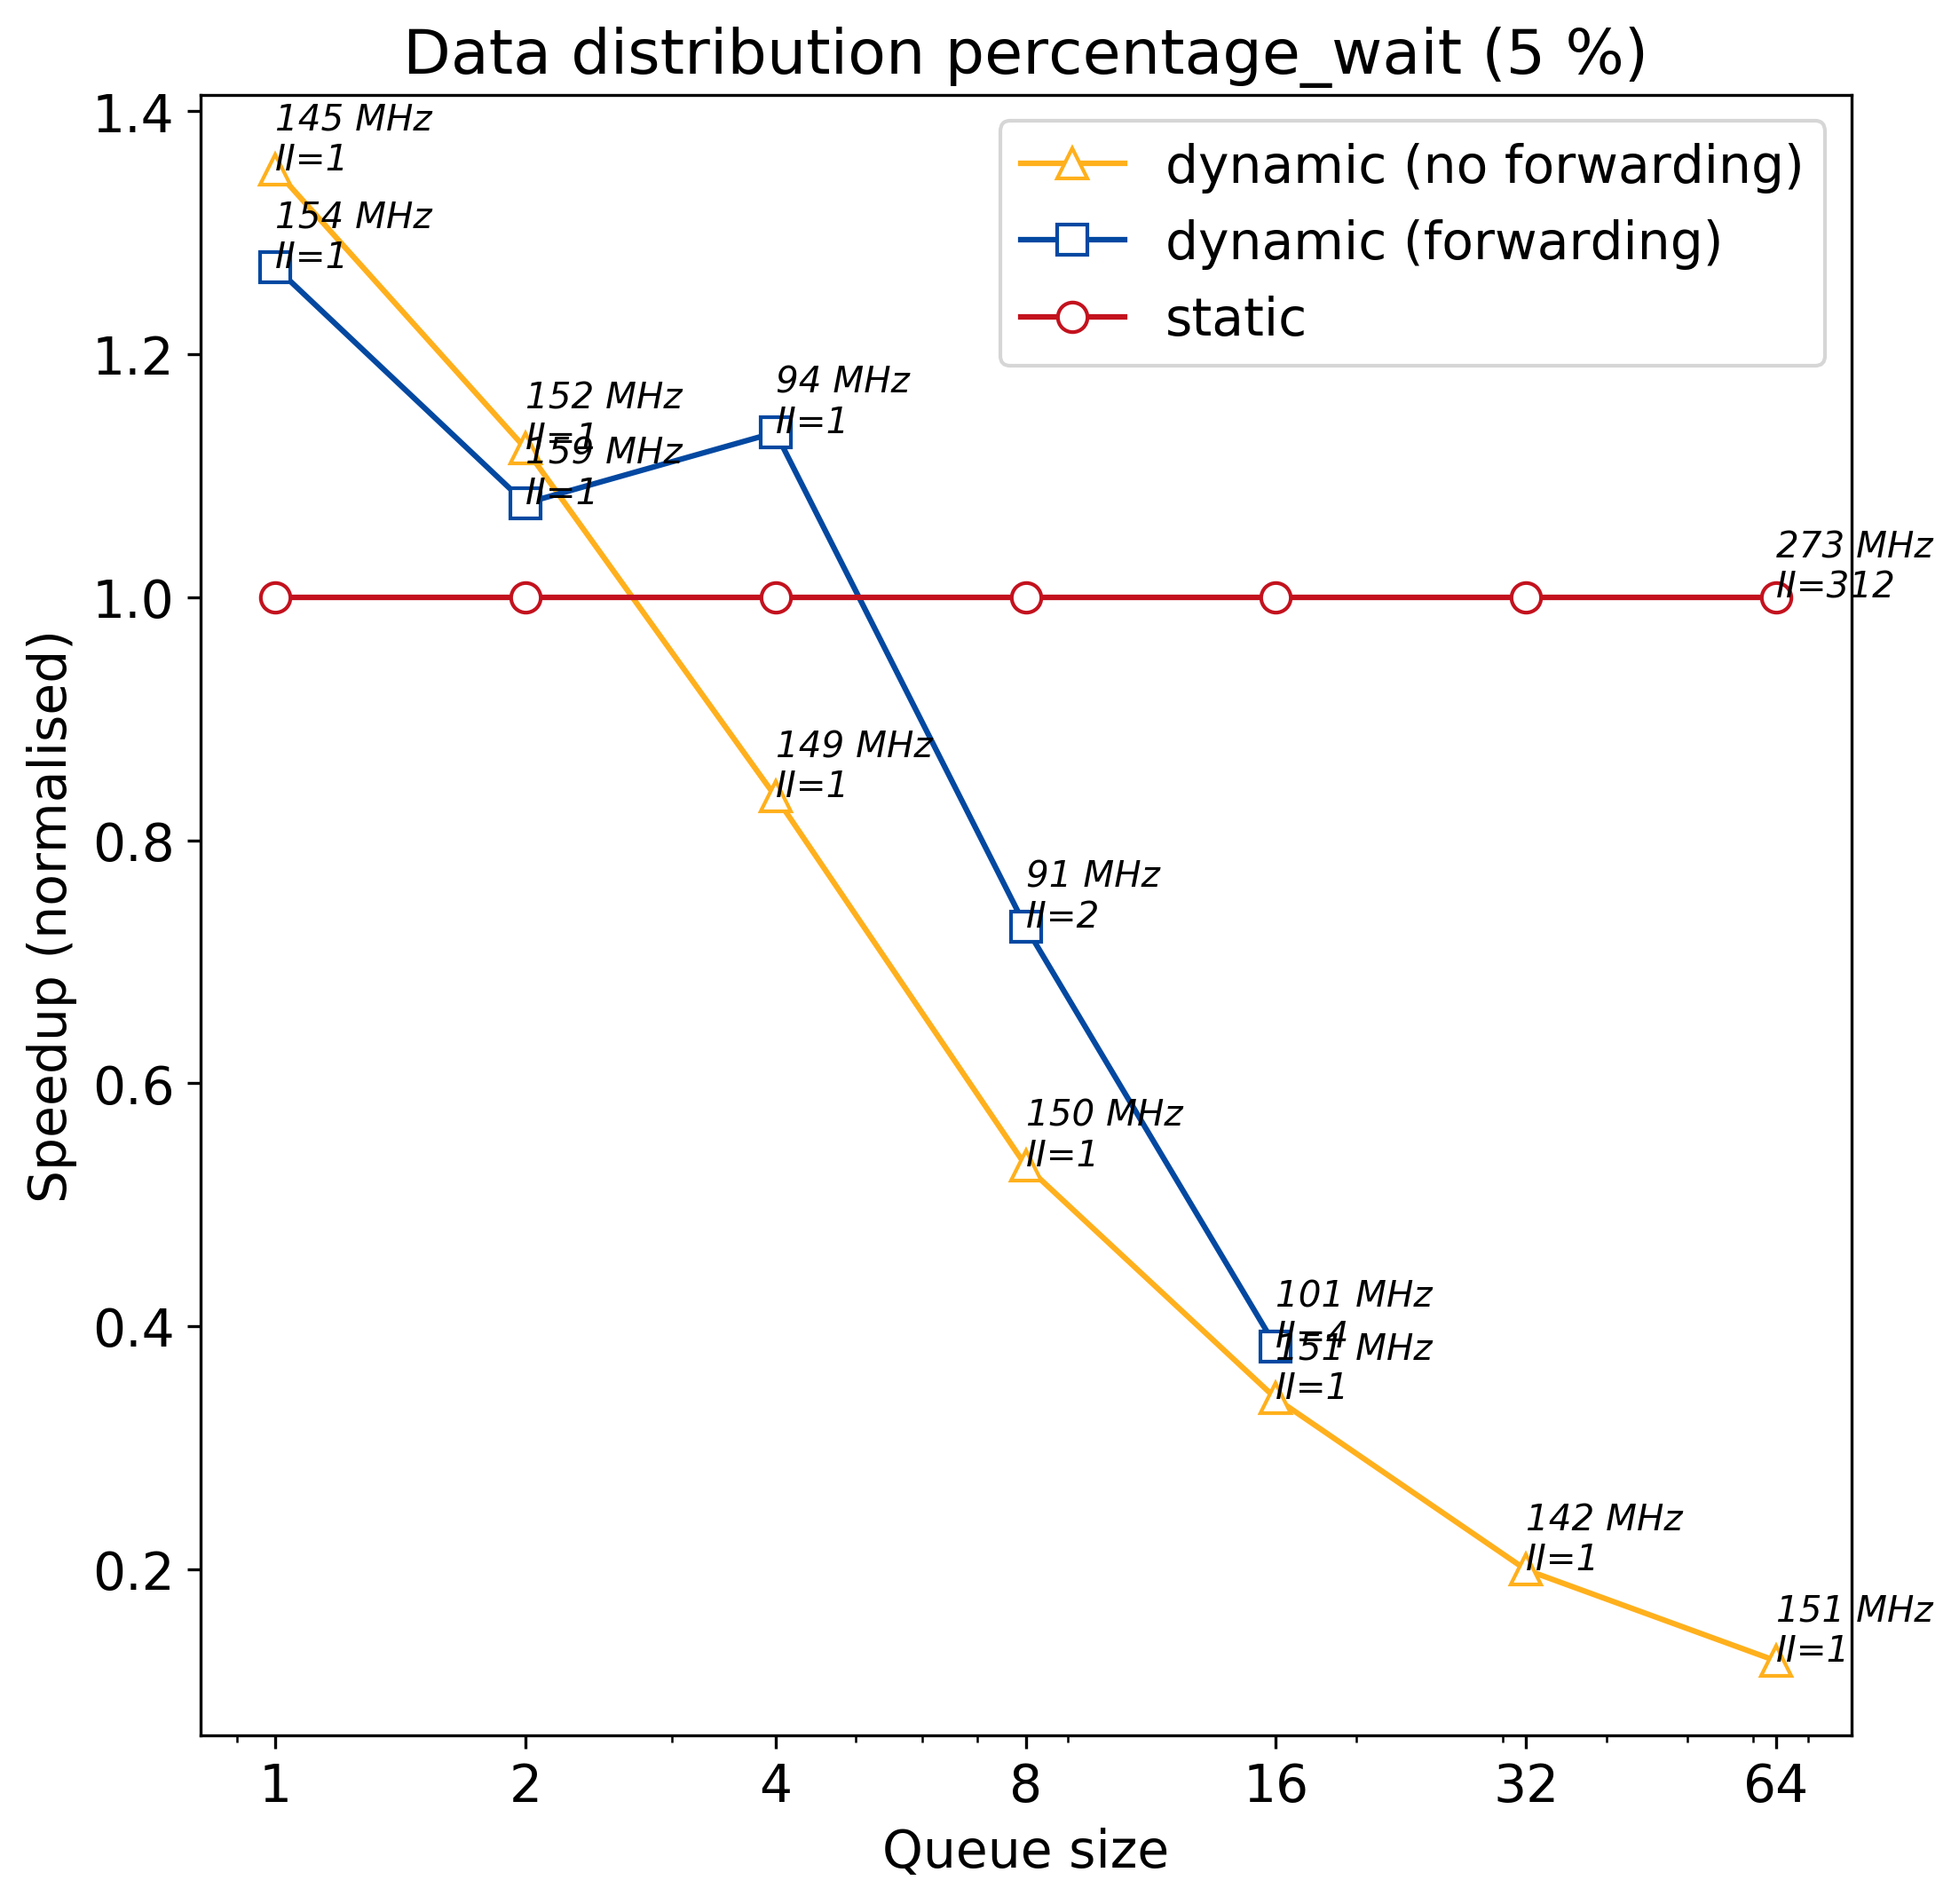 Data distribution percentage_wait (5 %)
1.4
1.2
1.0
0.8
0.6
0.4
0.2
Speedup (normalised)
dynamic (no forwarding)
dynamic (forwarding)
static
145 MHz
II=1
154 MHz
II=1
152 MHz
II=1
159 MHz
II=1
94 MHz
II=1
273 MHz
II=312
149 MHz
II=1
91 MHz
II=2
150 MHz
II=1
101 MHz
II=4
151 MHz
II=1
142 MHz
II=1
151 MHz
II=1
1 2 4 8 16 32 64
Queue size